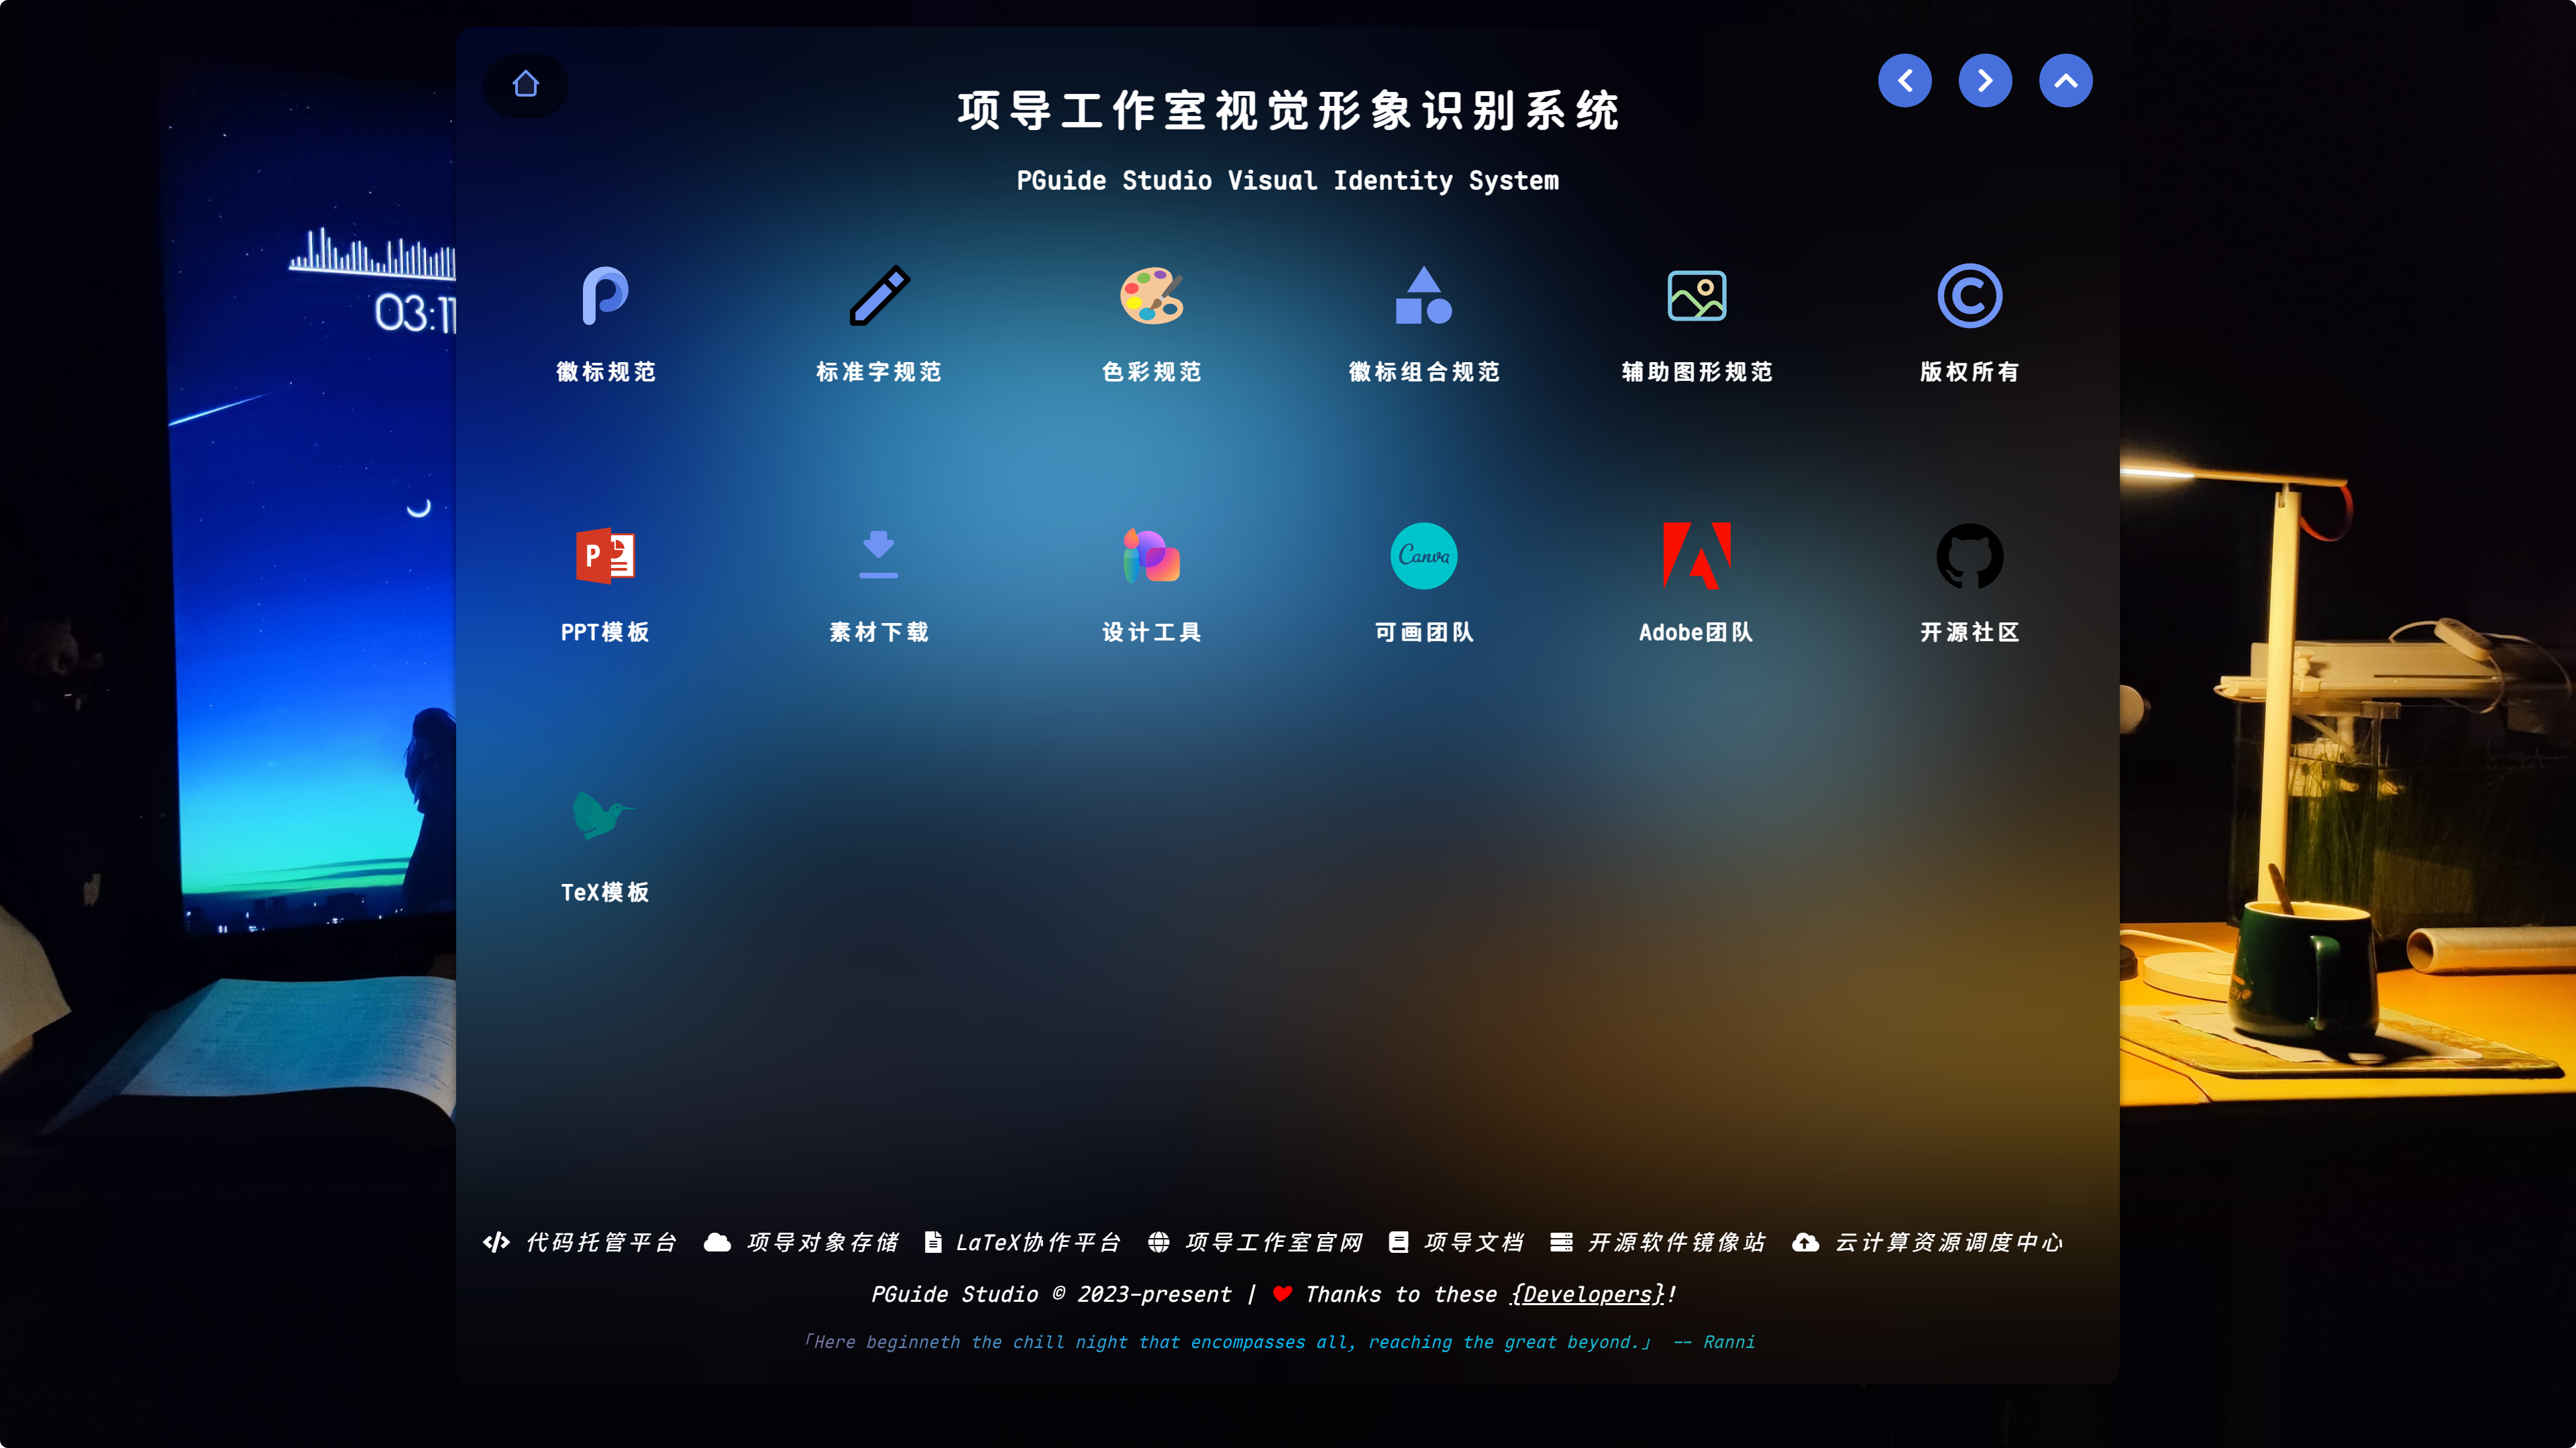 项导工作室视觉形象识别系统
PGuide Studio Visual Identity System
03:11
徽标规范 标准字规范 色彩规范 徽标组合规范 辅助图形规范 版权所有
P Canva
PPT模板 素材下载 设计工具 可画团队 Adobe团队 开源社区
TeX模板
代码托管平台 项导对象存储 LaTeX协作平台 项导工作室官网 项导文档 开源软件镜像站 云计算资源调度中心
PGuide Studio © 2023-present | Thanks to these {Developers}!
「Here beginneth the chill night that encompasses all, reaching the great beyond.」 -- Ranni